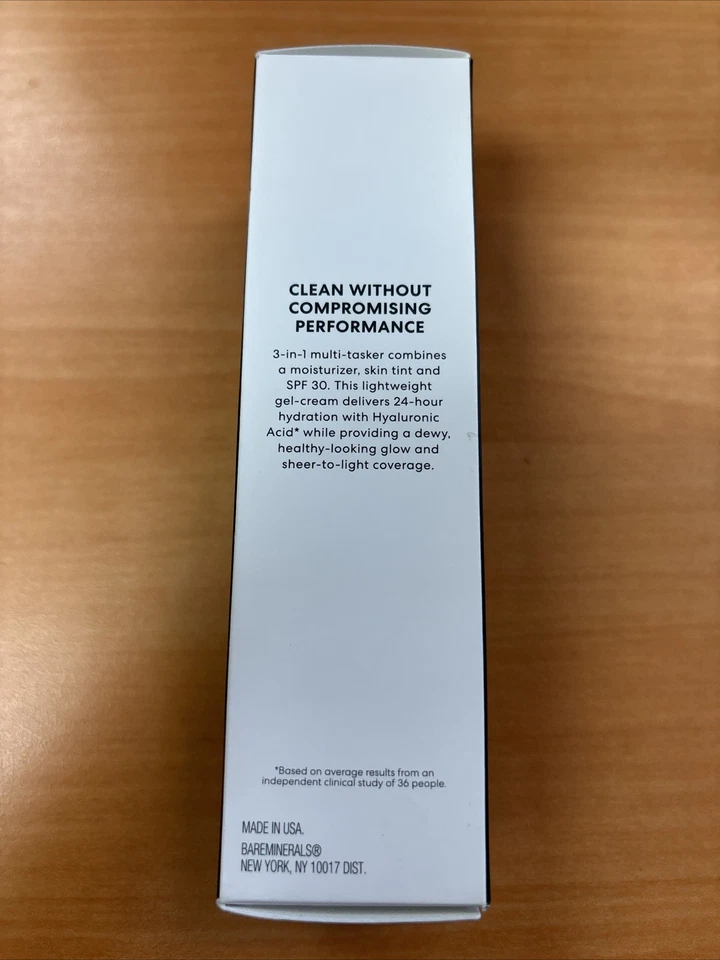 CLEAN WITHOUT
COMPROMISING
PERFORMANCE
3-in-1 multi-tasker combines
a moisturizer, skin tint and
SPF 30. This lightweight
gel-cream delivers 24-hour
hydration with Hyaluronic
Acid* while providing a dewy,
healthy-looking glow and
sheer-to-light coverage.
*Based on average results from an
independent clinical study of 36 people.
MADE IN USA.
BAREMINERALS®
NEW YORK, NY 10017 DIST.